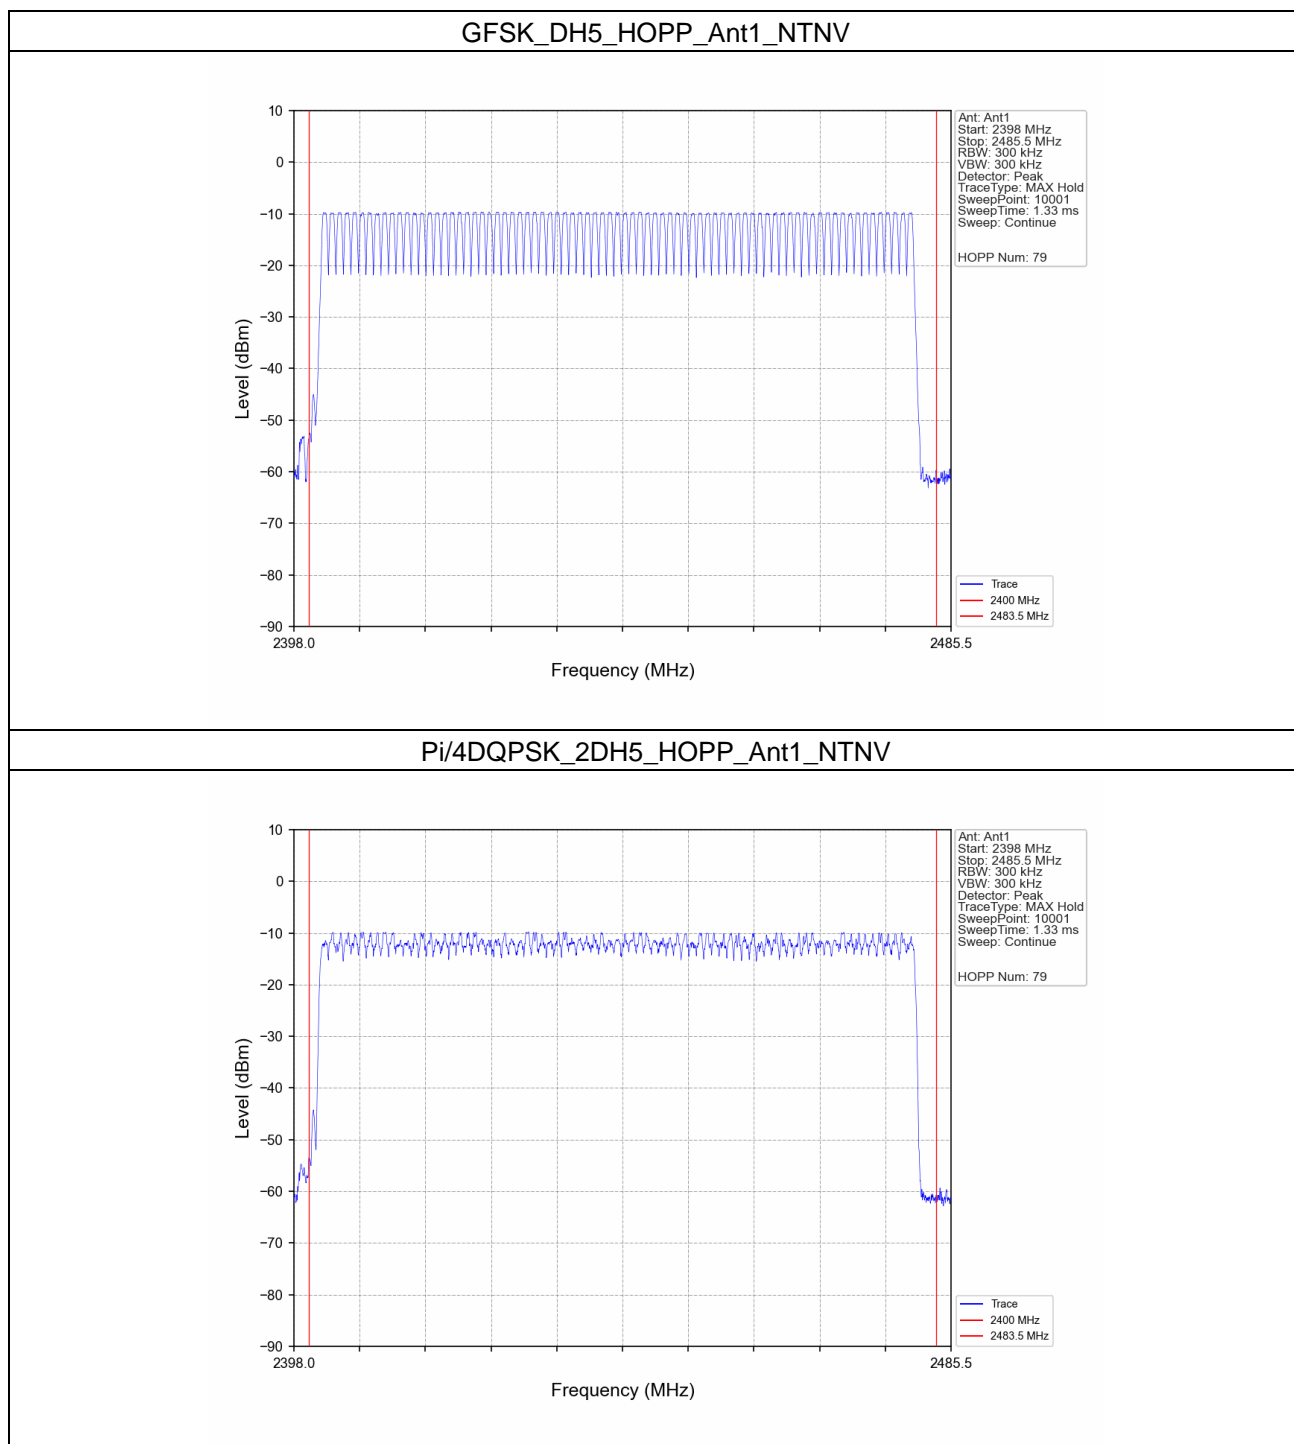 GFSK_DH5_HOPP_Ant1_NTNV
10
0
−10
−20
−30
−40
−50
−60
−70
−80
−90
Level (dBm)
2398.0
2485.5
Frequency (MHz)
Ant: Ant1
Start: 2398 MHz
Stop: 2485.5 MHz
RBW: 300 kHz
VBW: 300 kHz
Detector: Peak
TraceType: MAX Hold
SweepPoint: 10001
SweepTime: 1.33 ms
Sweep: Continue
HOPP Num: 79
Trace
2400 MHz
2483.5 MHz
Pi/4DQPSK_2DH5_HOPP_Ant1_NTNV
10
0
−10
−20
−30
−40
−50
−60
−70
−80
−90
Level (dBm)
2398.0
2485.5
Frequency (MHz)
Ant: Ant1
Start: 2398 MHz
Stop: 2485.5 MHz
RBW: 300 kHz
VBW: 300 kHz
Detector: Peak
TraceType: MAX Hold
SweepPoint: 10001
SweepTime: 1.33 ms
Sweep: Continue
HOPP Num: 79
Trace
2400 MHz
2483.5 MHz